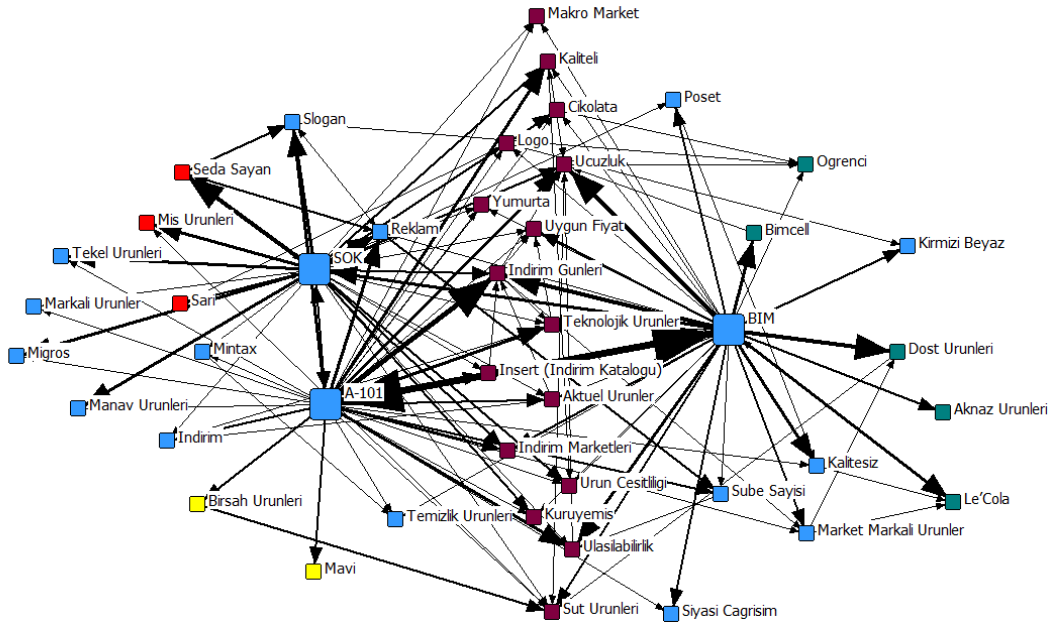 Makro Market
Kaliteli
Poset
Cikolata
Slogan
Logo
Ucuzluk
Ogrenci
Seda Sayan
Yumurta
Mis Urunleri
Reklam
Uygun Fiyat
Bimcell
Kirmizi Beyaz
Tekel Urunleri
SOK
Indirim Gunleri
Markali Urunler
Sari
Teknolojik Urunler
BIM
Migros
Mintax
Dost Urunleri
Insert (Indirim Katalogu)
A-101
Aktuel Urunler
Manav Urunleri
Aknaz Urunleri
Indirim
Indirim Marketleri
Kalitesiz
Urun Cesitliligi
Sube Sayisi
Birsah Urunleri
Le'Cola
Temizlik Urunleri
Kuruyemis
Market Markali Urunler
Ulasilabilirlik
Mavi
Sut Urunleri
Siyasi Cagrisim